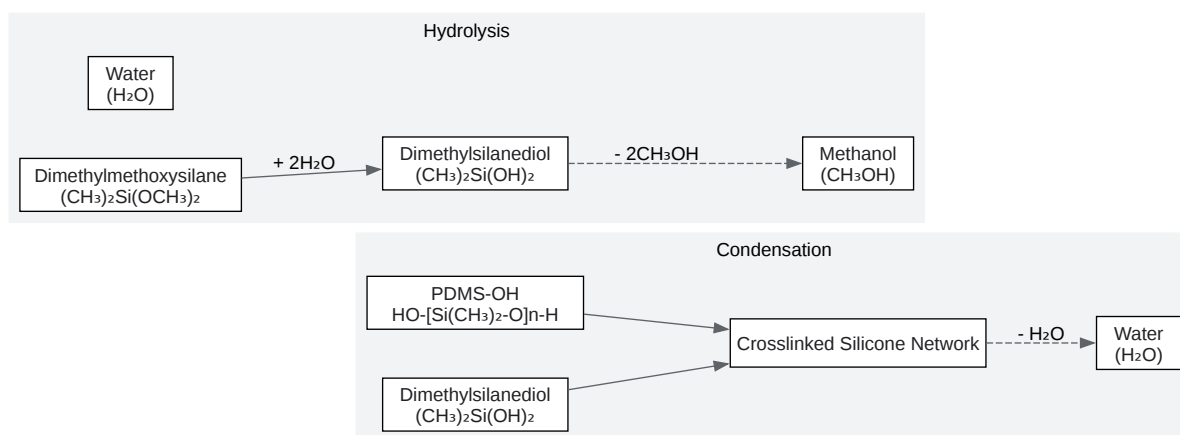 Hydrolysis
Water
(H₂O)
Dimethylmethoxysilane
(CH₃)₂Si(OCH₃)₂
+ 2H₂O
Dimethylsilanediol
(CH₃)₂Si(OH)₂
- 2CH₃OH
Methanol
(CH₃OH)
Condensation
PDMS-OH
HO-[Si(CH₃)₂-O]n-H
Dimethylsilanediol
(CH₃)₂Si(OH)₂
Crosslinked Silicone Network
- H₂O
Water
(H₂O)